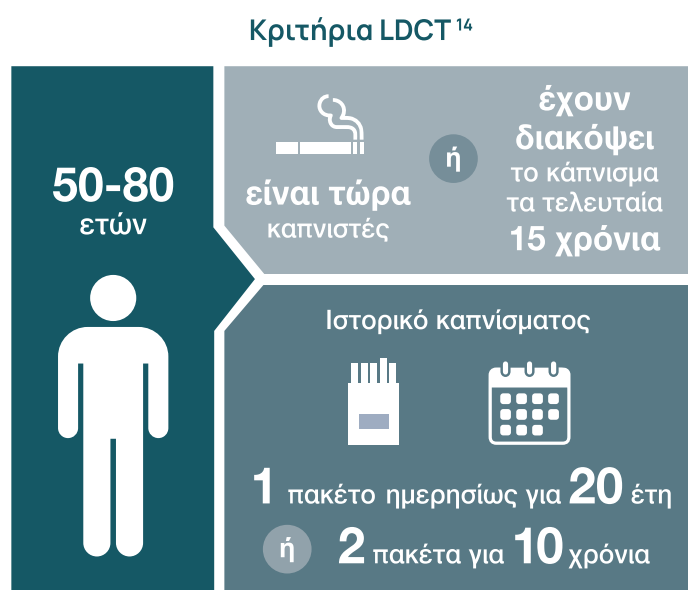 Κριτήρια LDCT 14
50-80
ετών
είναι τώρα
καπνιστές
ή
έχουν
διακόψει
το κάπνισμα
τα τελευταία
15 χρόνια
Ιστορικό καπνίσματος
1 πακέτο ημερησίως για 20 έτη
ή 2 πακέτα για 10 χρόνια